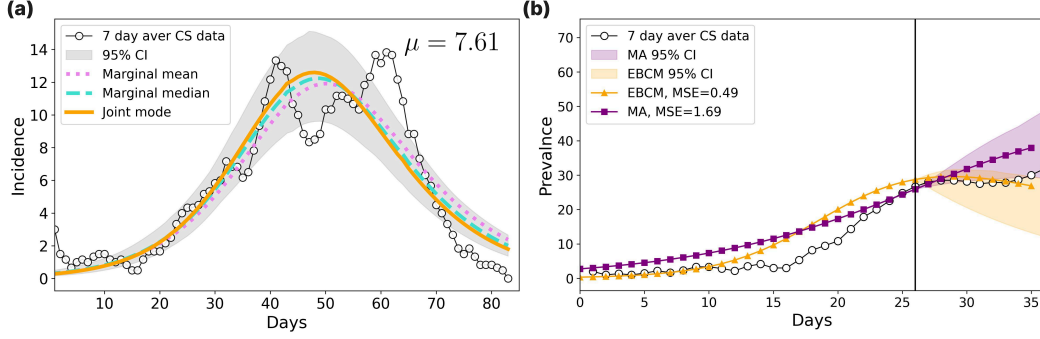 (a)
7 day aver CS data
95% CI
Marginal mean
Marginal median
Joint mode
μ = 7.61
Incidence
14
12
10
8
6
4
2
0
10 20 30 40 50 60 70 80
Days
(b)
7 day aver CS data
MA 95% CI
EBCM 95% CI
EBCM, MSE=0.49
MA, MSE=1.69
Prevalnce
70
60
50
40
30
20
10
0
0 5 10 15 20 25 30 35
Days